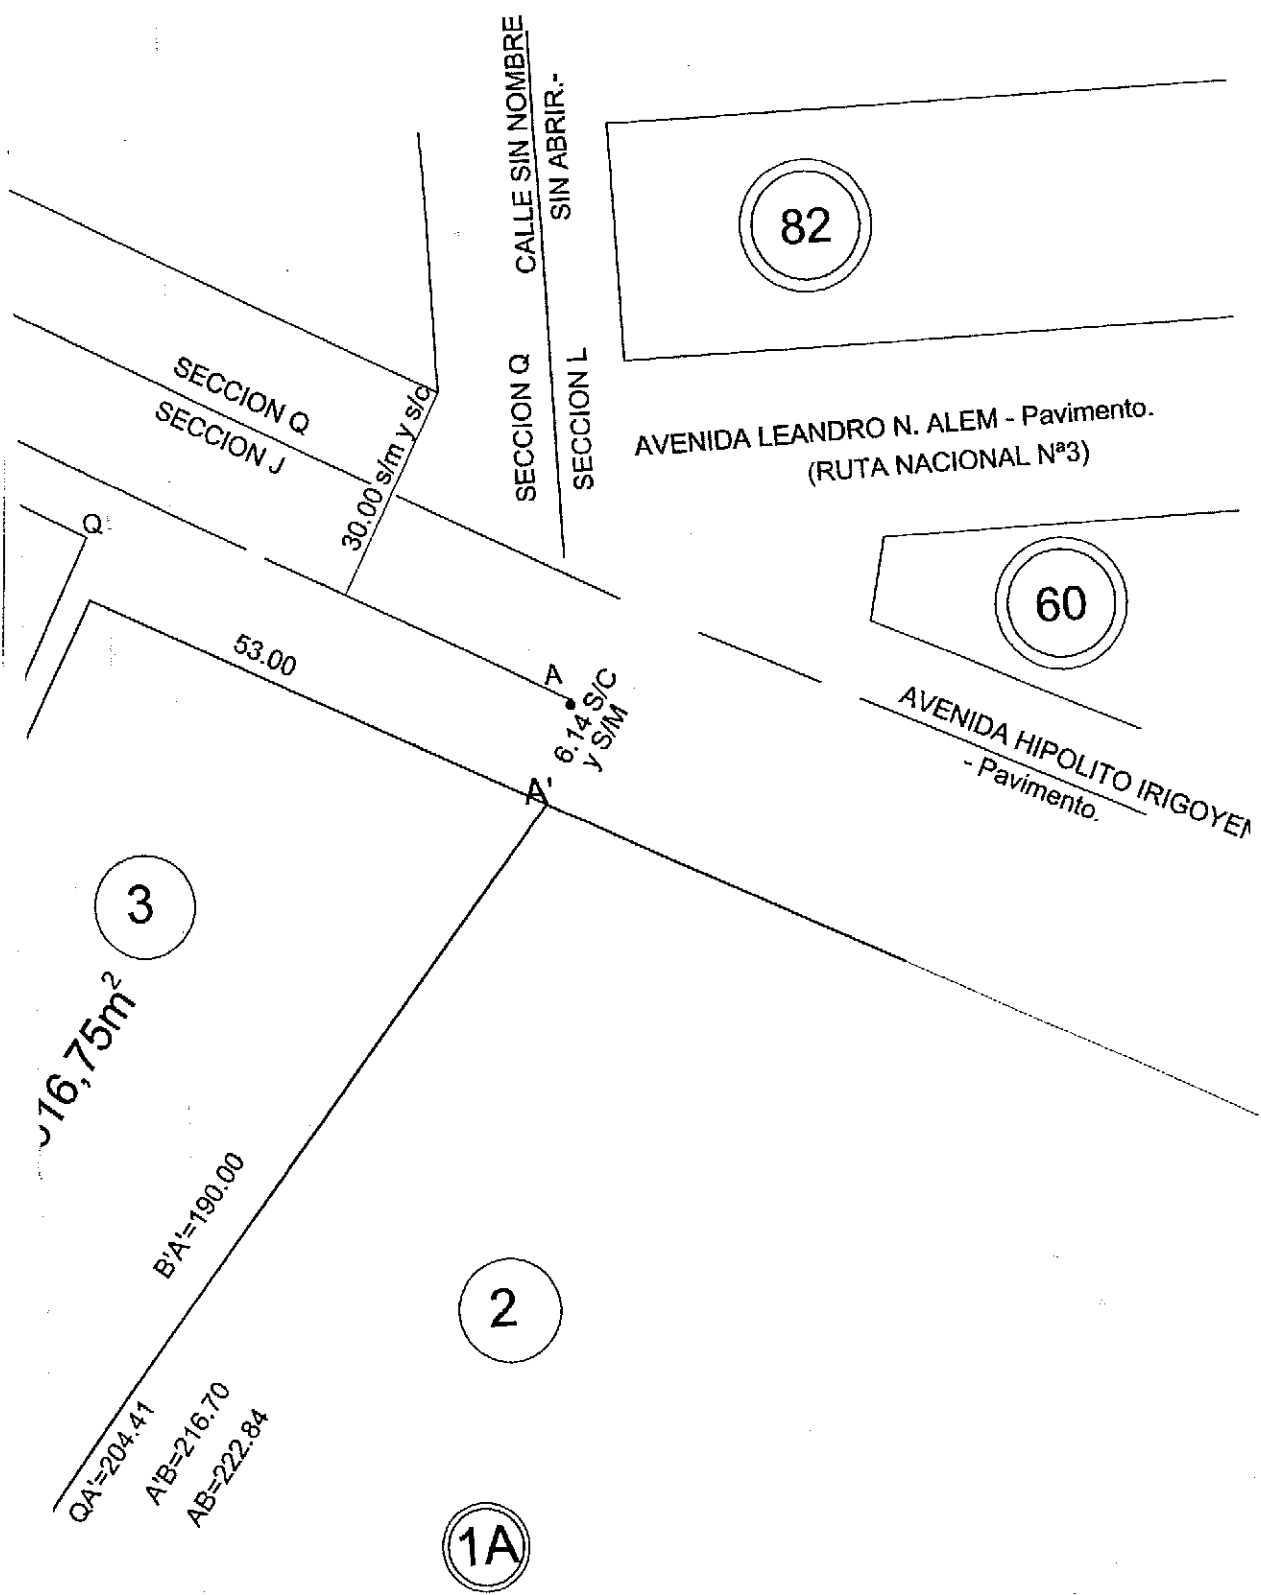 CALLE SIN NOMBRE
SIN ABRIR.-
82
SECCION Q
SECCION J
30.00 s/m y s/c
SECCION Q
SECCION L
AVENIDA LEANDRO N. ALEM - Pavimento.
(RUTA NACIONAL Nª3)
Q
60
53.00
A
6.14 S/C
y S/M
A'
AVENIDA HIPOLITO IRIGOYEN
- Pavimento.
3
16,75m²
B'A'=190.00
2
QA'=204.41
A'B=216.70
AB=222.84
1A